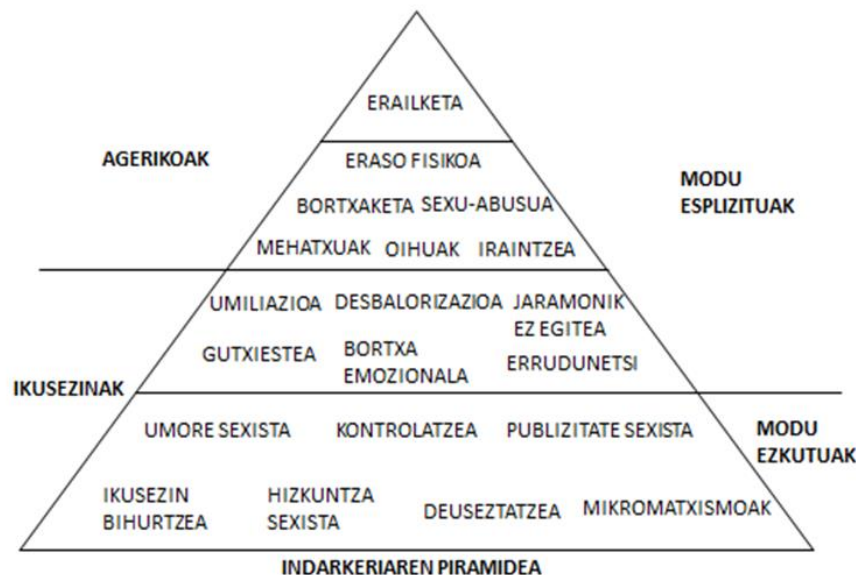 ERAILKETA
AGERIKOAK
ERASO FISIKOA
MODU
ESPLIZITUAK
BORTXAKETA SEXU-ABUSUA
MEHATXUAK OIHUAK IRAINTZEA
UMILIAZIOA DESBALORIZAZIOA JARAMONIK
EZ EGITEA
GUTXIESTEA BORTXA
EMOZIONALA ERRUDUNETSI
IKUSEZINAK
UMORE SEXISTA KONTROLATZEA PUBLIZITATE SEXISTA
MODU
EZKUTUAK
IKUSEZIN
BIHURTZEA
HIZKUNTZA
SEXISTA
DEUSEZTATZEA MIKROMATXISMOAK
INDARKERIAREN PIRAMIDEA